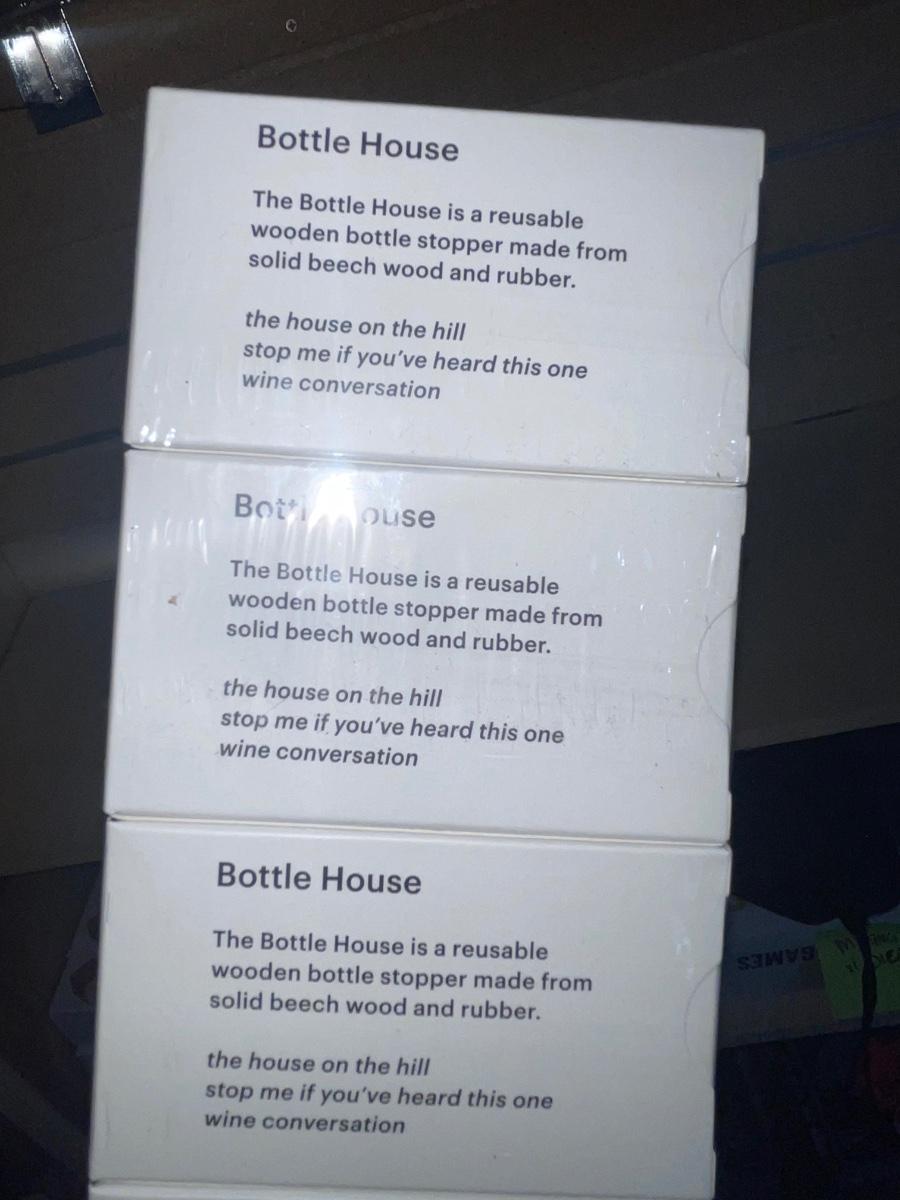 Bottle House
The Bottle House is a reusable
wooden bottle stopper made from
solid beech wood and rubber.
the house on the hill
stop me if you've heard this one
wine conversation
The Bottle House is a reusable
wooden bottle stopper made from
solid beech wood and rubber.
the house on the hill
stop me if you've heard this one
wine conversation
Bottle House
The Bottle House is a reusable
wooden bottle stopper made from
solid beech wood and rubber.
the house on the hill
stop me if you've heard this one
wine conversation
GAMES